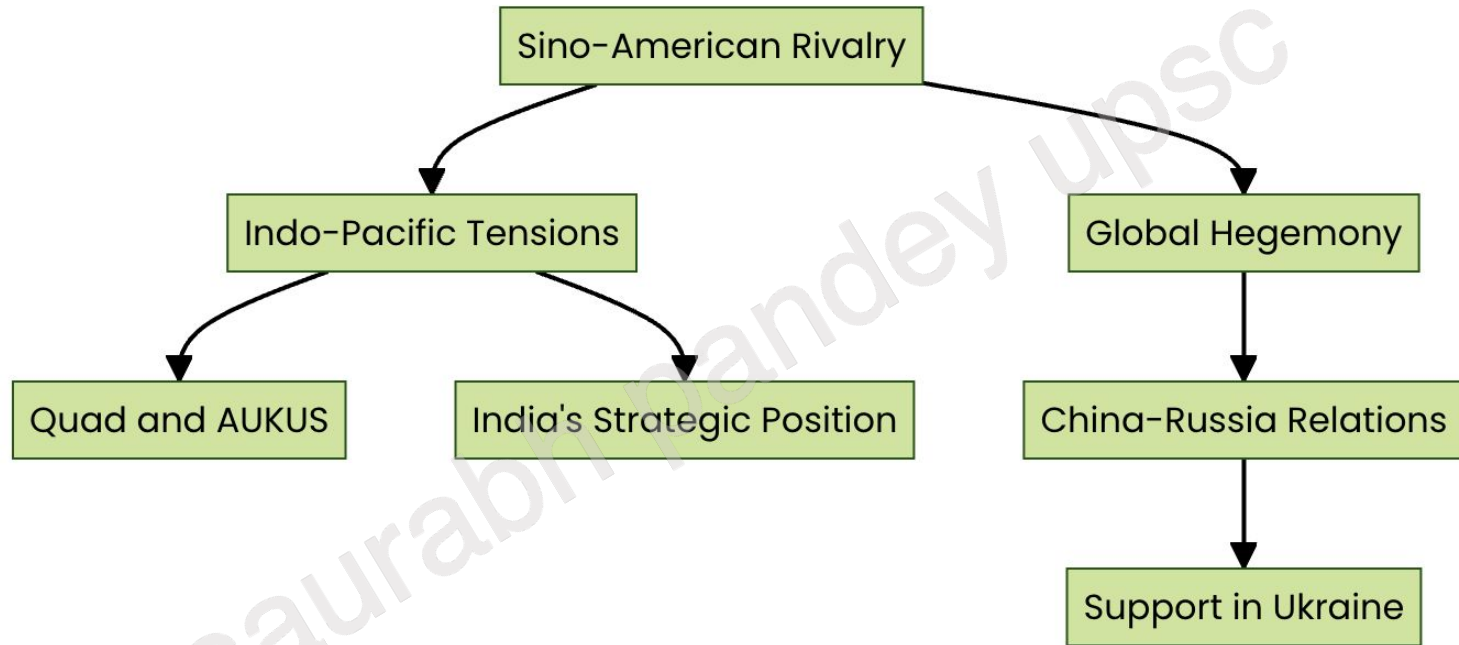 Sino-American Rivalry
Indo-Pacific Tensions
Global Hegemony
Quad and AUKUS
India's Strategic Position
China-Russia Relations
Support in Ukraine
saurabh pandey upsc